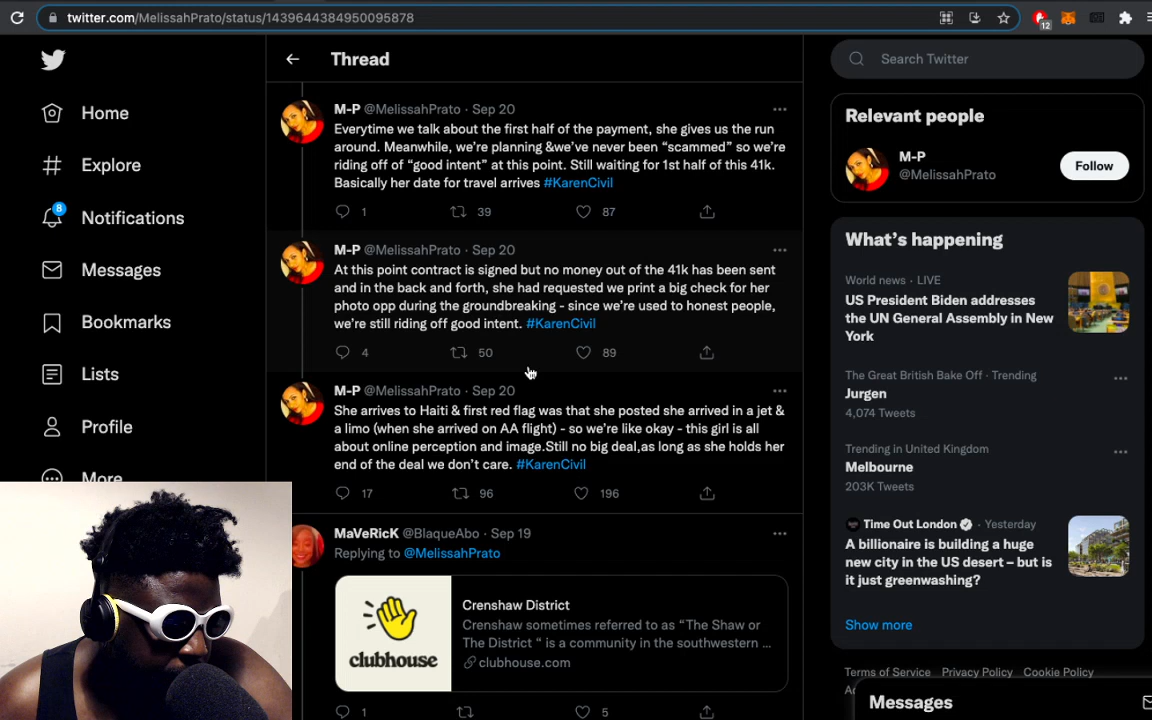 twitter.com/MelissahPrato/status/1439644384950095878
12
Home
Explore
8
Notifications
Messages
Bookmarks
Lists
Profile
More
Thread
M-P @MelissahPrato · Sep 20
Everytime we talk about the first half of the payment, she gives us the run
around. Meanwhile, we're planning &we've never been “scammed” so we're
riding off of “good intent” at this point. Still waiting for 1st half of this 41k.
Basically her date for travel arrives #KarenCivil
1 39 87
M-P @MelissahPrato · Sep 20
At this point contract is signed but no money out of the 41k has been sent
and in the back and forth, she had requested we print a big check for her
photo opp during the groundbreaking - since we're used to honest people,
we're still riding off good intent. #KarenCivil
4 50 89
M-P @MelissahPrato · Sep 20
She arrives to Haiti & first red flag was that she posted she arrived in a jet &
a limo (when she arrived on AA flight) - so we're like okay - this girl is all
about online perception and image.Still no big deal,as long as she holds her
end of the deal we don't care. #KarenCivil
17 96 196
MaVeRicK @BlaqueAbo · Sep 19
Replying to @MelissahPrato
clubhouse
Crenshaw District
Crenshaw sometimes referred to as “The Shaw or
The District “ is a community in the southwestern ...
clubhouse.com
1 5
Search Twitter
Relevant people
M-P
@MelissahPrato
Follow
What's happening
World news · LIVE
US President Biden addresses
the UN General Assembly in New
York
The Great British Bake Off · Trending
Jurgen
4,074 Tweets
Trending in United Kingdom
Melbourne
203K Tweets
Time Out London · Yesterday
A billionaire is building a huge
new city in the US desert – but is
it just greenwashing?
Show more
Terms of Service Privacy Policy Cookie Policy
Messages